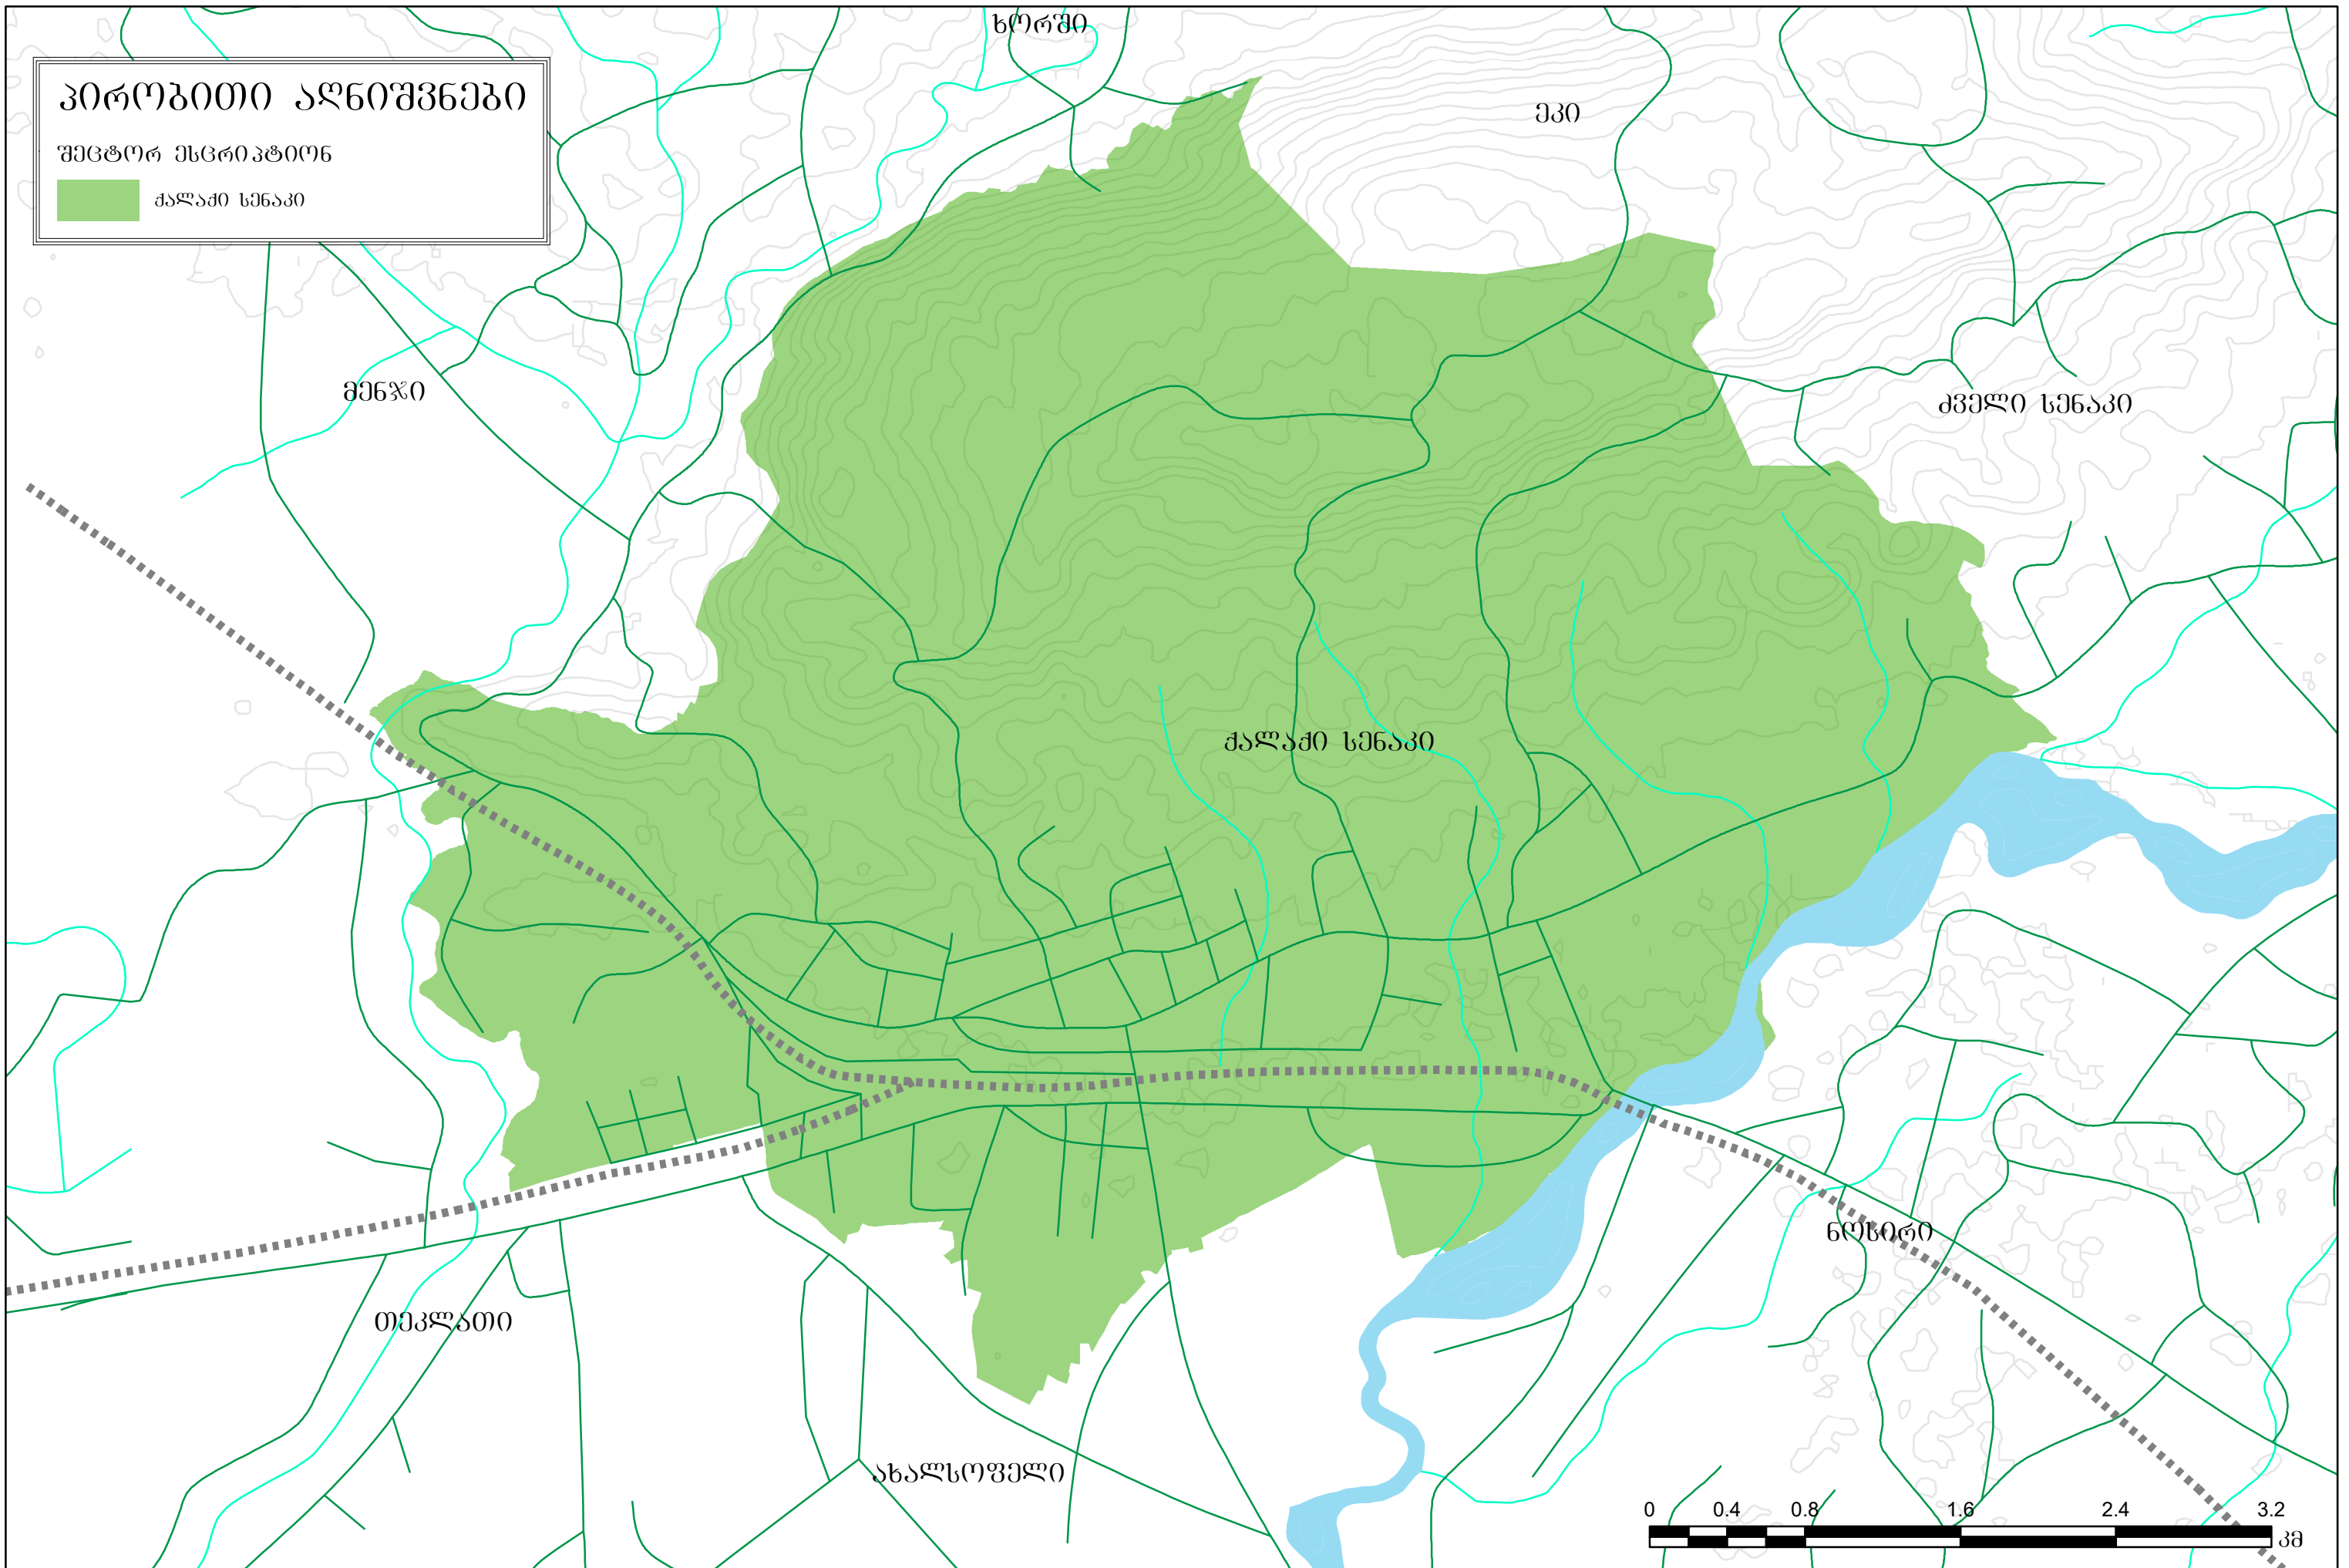 პირობითი აღნიშვნები
შეცტორ ესცრიპტიონ
ქალაქი სენაკი
ხორში
ეკი
მენჯი
ძველი სენაკი
ქალაქი სენაკი
ნოსირი
თეკლათი
ახალსოფელი
0 0.4 0.8 1.6 2.4 3.2
კმ